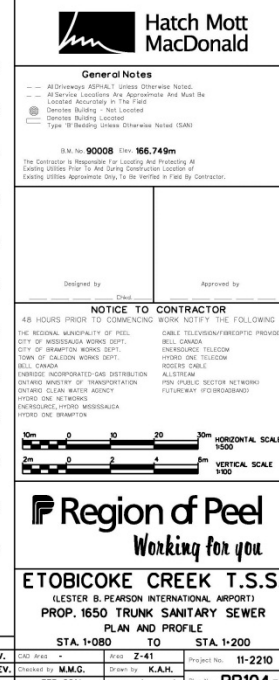 Hatch Mott
MacDonald
General Notes
All Driveways ASPHALT Unless Otherwise Noted.
All Service Locations Are Approximate And Must Be
Located Accurately In The Field
Denotes Building - Not Located
Denotes Building Located
Type 'B' Bedding Unless Otherwise Noted (SAN)
B.M. No. 90008 Elev. 166.749m
The Contractor Is Responsible For Locating And Protecting All
Existing Utilities Prior To And During Construction Location of
Existing Utilities Approximate Only, To Be Verified In Field By Contractor.
Designed by
Approved by
Chkd.
NOTICE TO CONTRACTOR
48 HOURS PRIOR TO COMMENCING WORK NOTIFY THE FOLLOWING
THE REGIONAL MUNICIPALITY OF PEEL
CITY OF MISSISSAUGA WORKS DEPT.
CITY OF BRAMPTON WORKS DEPT.
TOWN OF CALEDON WORKS DEPT.
BELL CANADA
ENBRIDGE INCORPORATED-GAS DISTRIBUTION
ONTARIO MINISTRY OF TRANSPORTATION
ONTARIO CLEAN WATER AGENCY
HYDRO ONE NETWORKS
ENERSOURCE, HYDRO MISSISSAUGA
HYDRO ONE BRAMPTON
CABLE TELEVISION/FIBREOPTIC PROVIDE
BELL CANADA
ENERSOURCE TELECOM
HYDRO ONE TELECOM
ROGERS CABLE
ALLSTREAM
PSN (PUBLIC SECTOR NETWORK)
FUTUREWAY (FCI BROADBAND)
10m 0 10 20 30m HORIZONTAL SCALE
1:500
2m 0 2 4 6m VERTICAL SCALE
1:100
Region of Peel
Working for you
ETOBICOKE CREEK T.S.S
(LESTER B. PEARSON INTERNATIONAL AIRPORT)
PROP. 1650 TRUNK SANITARY SEWER
PLAN AND PROFILE
STA. 1+080 TO STA. 1+200
CAD Area - Area Z-41 Project No. 11-2210
Checked by M.M.G. Drawn by K.A.H.